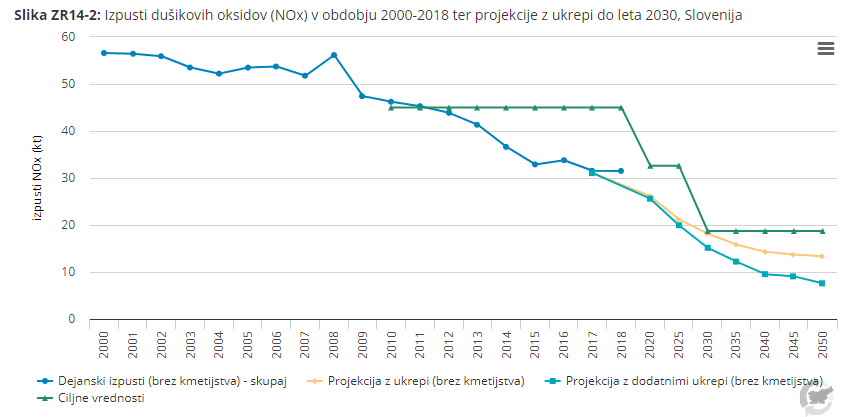 Slika ZR14-2: Izpusti dušikovih oksidov (NOx) v obdobju 2000-2018 ter projekcije z ukrepi do leta 2030, Slovenija
60
50
40
30
20
10
0
izpusti NOx (kt)
2000 2001 2002 2003 2004 2005 2006 2007 2008 2009 2010 2011 2012 2013 2014 2015 2016 2017 2018 2020 2025 2030 2035 2040 2045 2050
Dejanski izpusti (brez kmetijstva) - skupaj Projekcija z ukrepi (brez kmetijstva) Projekcija z dodatnimi ukrepi (brez kmetijstva)
Ciljne vrednosti